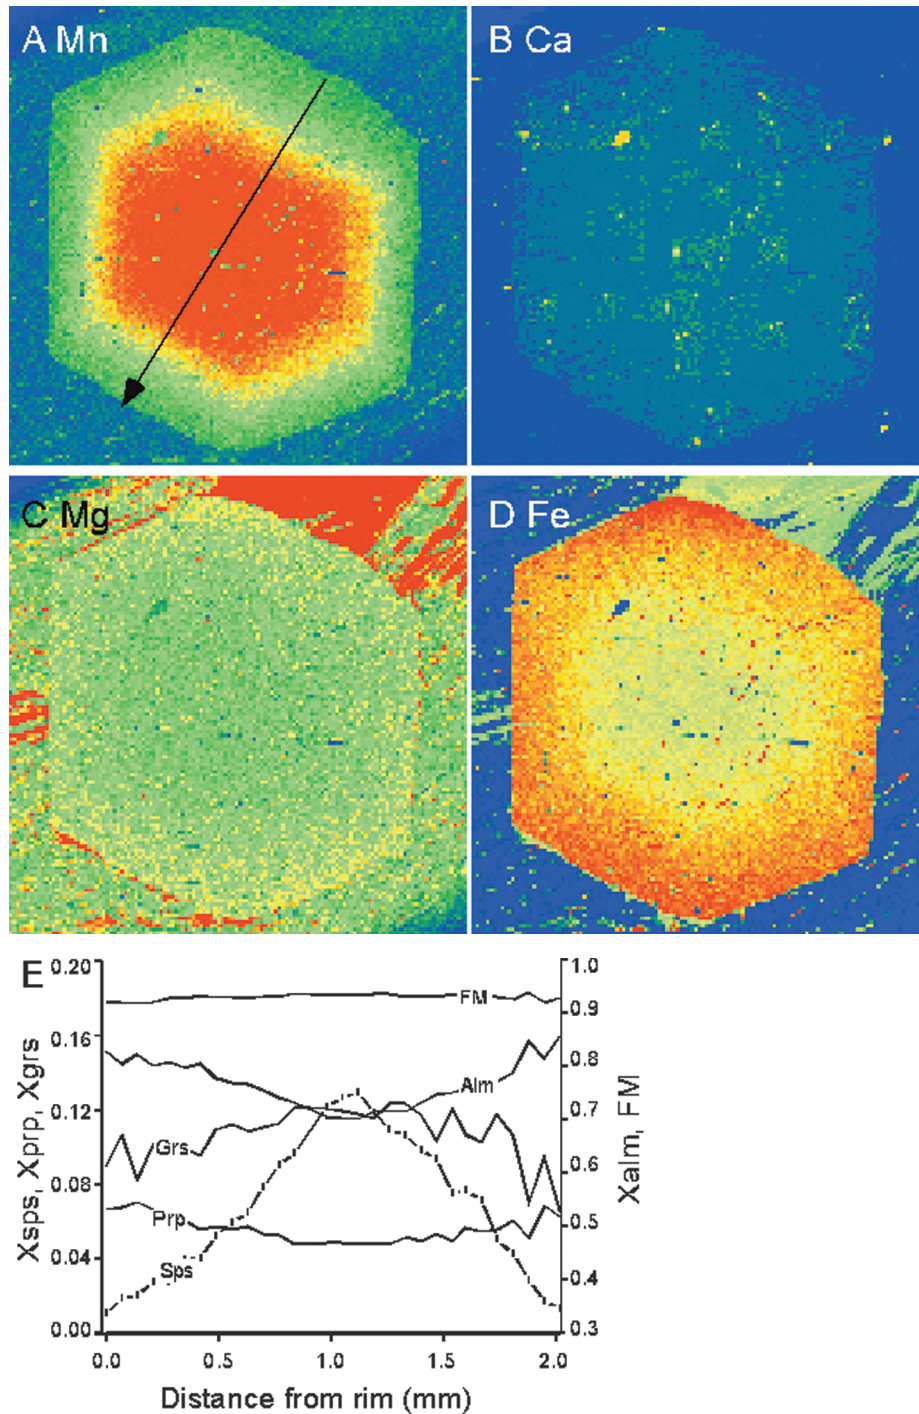 A Mn
B Ca
C Mg
D Fe
E
0.20
0.16
0.12
0.08
0.04
0.00
Xsps, Xprp, Xgrs
1.0
0.9
0.8
0.7
0.6
0.5
0.4
0.3
Xalm, FM
FM
Alm
Grs
Prp
Sps
0.0 0.5 1.0 1.5 2.0
Distance from rim (mm)